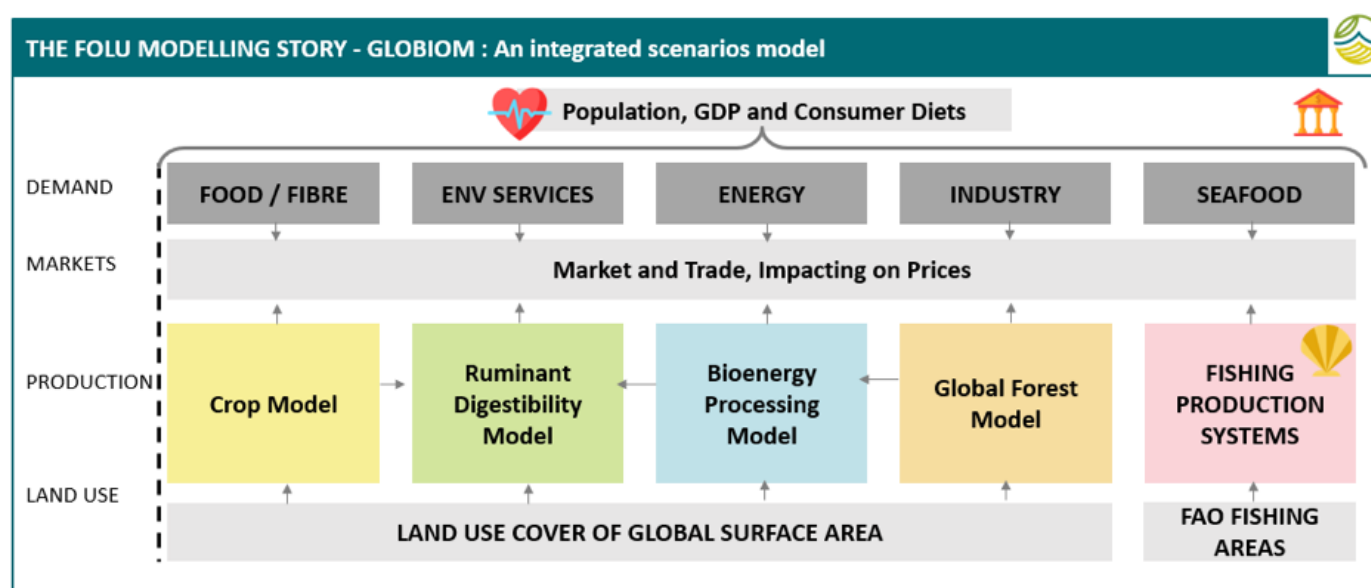 THE FOLU MODELLING STORY - GLOBIOM : An integrated scenarios model
Population, GDP and Consumer Diets
DEMAND
FOOD / FIBRE
ENV SERVICES
ENERGY
INDUSTRY
SEAFOOD
MARKETS
Market and Trade, Impacting on Prices
PRODUCTION
Crop Model
Ruminant
Digestibility
Model
Bioenergy
Processing
Model
Global Forest
Model
FISHING
PRODUCTION
SYSTEMS
LAND USE
LAND USE COVER OF GLOBAL SURFACE AREA
FAO FISHING
AREAS